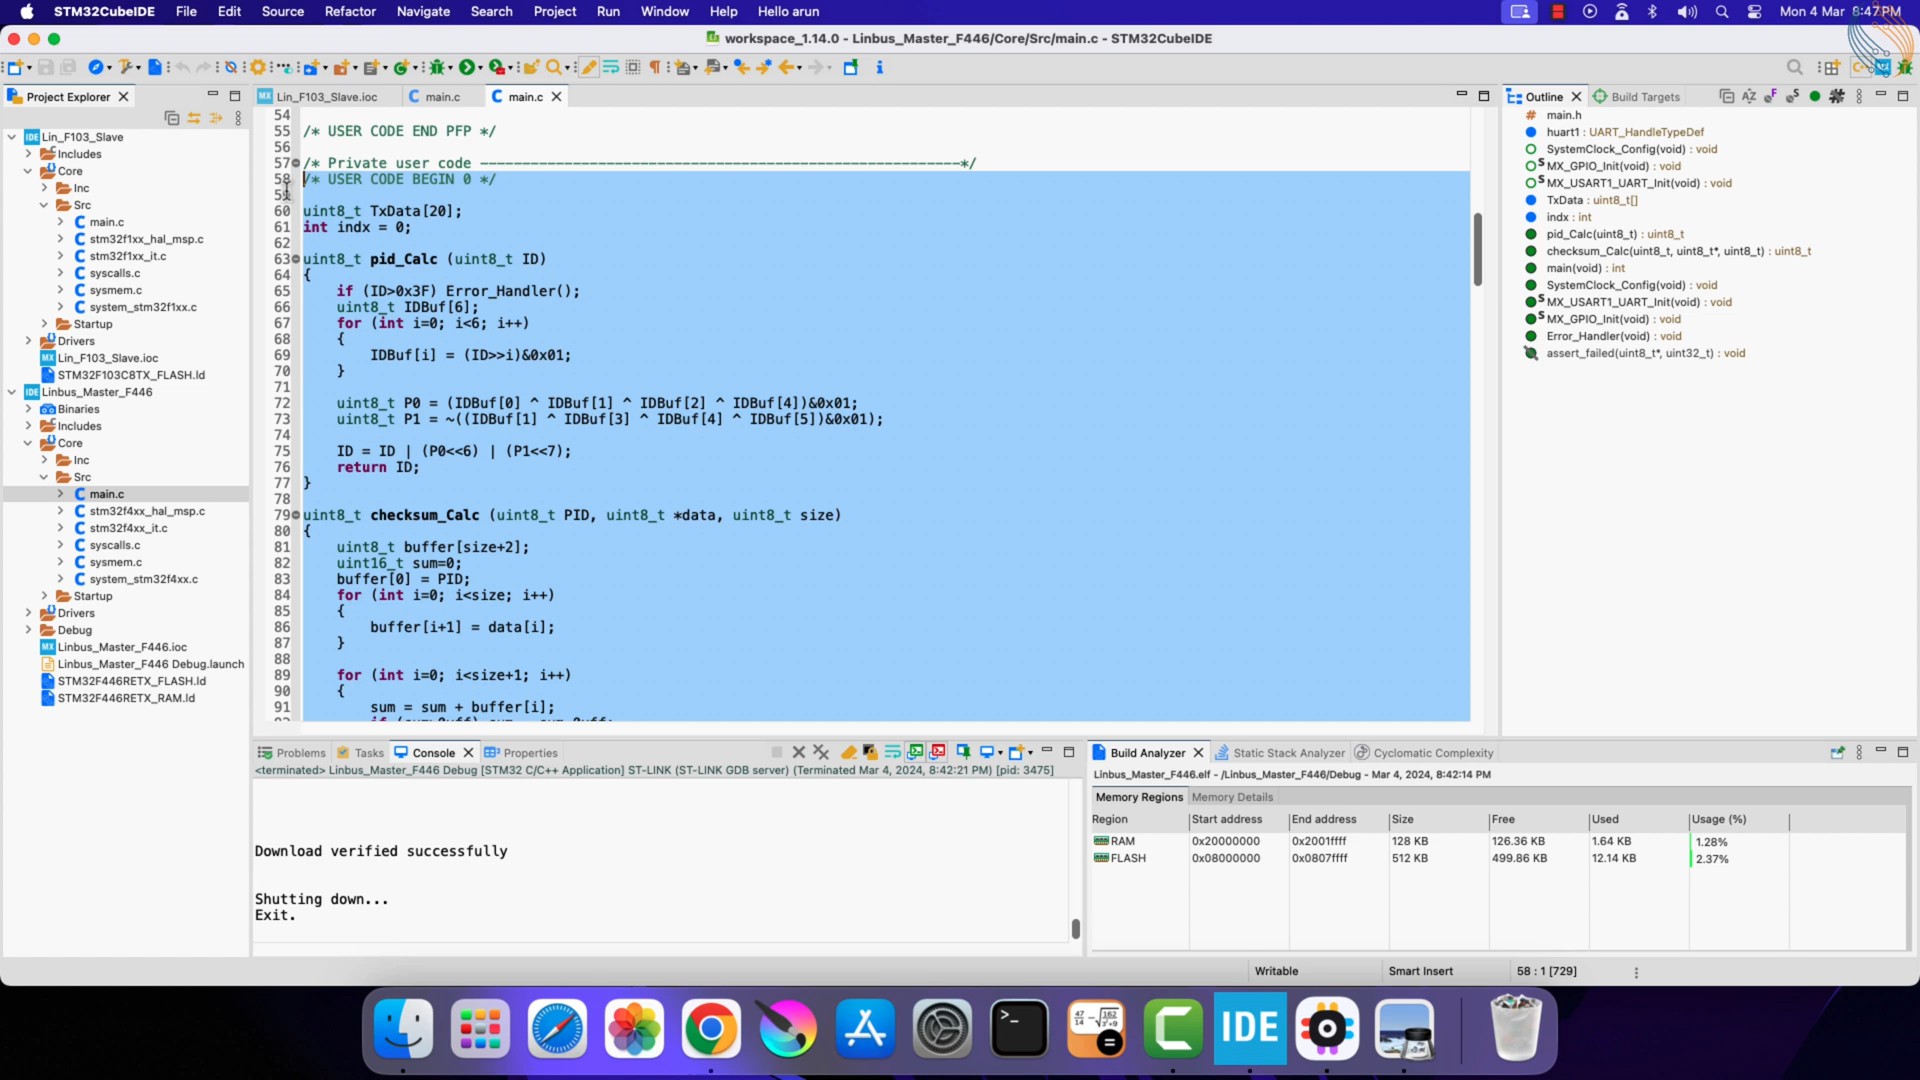 STM32CubeIDE File Edit Source Refactor Navigate Search Project Run Window Help Hello arun Mon 4 Mar 8:47PM
workspace_1.14.0 - Linbus_Master_F446/Core/Src/main.c - STM32CubeIDE
Project Explorer
Lin_F103_Slave
Includes
Core
Inc
Src
main.c
stm32f1xx_hal_msp.c
stm32f1xx_it.c
syscalls.c
sysmem.c
system_stm32f1xx.c
Startup
Drivers
Lin_F103_Slave.ioc
STM32F103C8TX_FLASH.ld
Linbus_Master_F446
Binaries
Includes
Core
Inc
Src
main.c
stm32f4xx_hal_msp.c
stm32f4xx_it.c
syscalls.c
sysmem.c
system_stm32f4xx.c
Startup
Drivers
Debug
Linbus_Master_F446.ioc
Linbus_Master_F446 Debug.launch
STM32F446RETX_FLASH.ld
STM32F446RETX_RAM.ld
Lin_F103_Slave.ioc main.c main.c
54
55 /* USER CODE END PFP */
56
57 /* Private user code ---------------------------------------------------------*/
58 /* USER CODE BEGIN 0 */
59
60 uint8_t TxData[20];
61 int indx = 0;
62
63 uint8_t pid_Calc (uint8_t ID)
64 {
65 if (ID>0x3F) Error_Handler();
66 uint8_t IDBuf[6];
67 for (int i=0; i<6; i++)
68 {
69 IDBuf[i] = (ID>>i)&0x01;
70 }
71
72 uint8_t P0 = (IDBuf[0] ^ IDBuf[1] ^ IDBuf[2] ^ IDBuf[4])&0x01;
73 uint8_t P1 = ~((IDBuf[1] ^ IDBuf[3] ^ IDBuf[4] ^ IDBuf[5])&0x01);
74
75 ID = ID | (P0<<6) | (P1<<7);
76 return ID;
77 }
78
79 uint8_t checksum_Calc (uint8_t PID, uint8_t *data, uint8_t size)
80 {
81 uint8_t buffer[size+2];
82 uint16_t sum=0;
83 buffer[0] = PID;
84 for (int i=0; i<size; i++)
85 {
86 buffer[i+1] = data[i];
87 }
88
89 for (int i=0; i<size+1; i++)
90 {
91 sum = sum + buffer[i];
Outline Build Targets
main.h
huart1 : UART_HandleTypeDef
SystemClock_Config(void) : void
MX_GPIO_Init(void) : void
MX_USART1_UART_Init(void) : void
TxData : uint8_t[]
indx : int
pid_Calc(uint8_t) : uint8_t
checksum_Calc(uint8_t, uint8_t*, uint8_t) : uint8_t
main(void) : int
SystemClock_Config(void) : void
MX_USART1_UART_Init(void) : void
MX_GPIO_Init(void) : void
Error_Handler(void) : void
assert_failed(uint8_t*, uint32_t) : void
Problems Tasks Console Properties
<terminated> Linbus_Master_F446 Debug [STM32 C/C++ Application] ST-LINK (ST-LINK GDB server) (Terminated Mar 4, 2024, 8:42:21 PM) [pid: 3475]
Download verified successfully
Shutting down...
Exit.
Build Analyzer Static Stack Analyzer Cyclomatic Complexity
Linbus_Master_F446.elf - /Linbus_Master_F446/Debug - Mar 4, 2024, 8:42:14 PM
Memory Regions Memory Details
Region Start address End address Size Free Used Usage (%)
RAM 0x20000000 0x2001ffff 128 KB 126.36 KB 1.64 KB 1.28%
FLASH 0x08000000 0x0807ffff 512 KB 499.86 KB 12.14 KB 2.37%
Writable Smart Insert 58 : 1 [729]
IDE